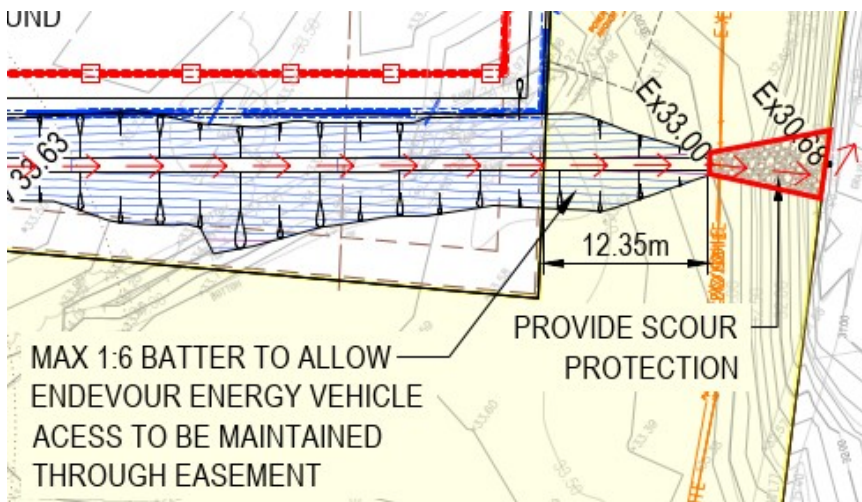 UND
33.63
Ex33.00
Ex30.68
12.35m
MAX 1:6 BATTER TO ALLOW
ENDEVOUR ENERGY VEHICLE
ACESS TO BE MAINTAINED
THROUGH EASEMENT
PROVIDE SCOUR
PROTECTION